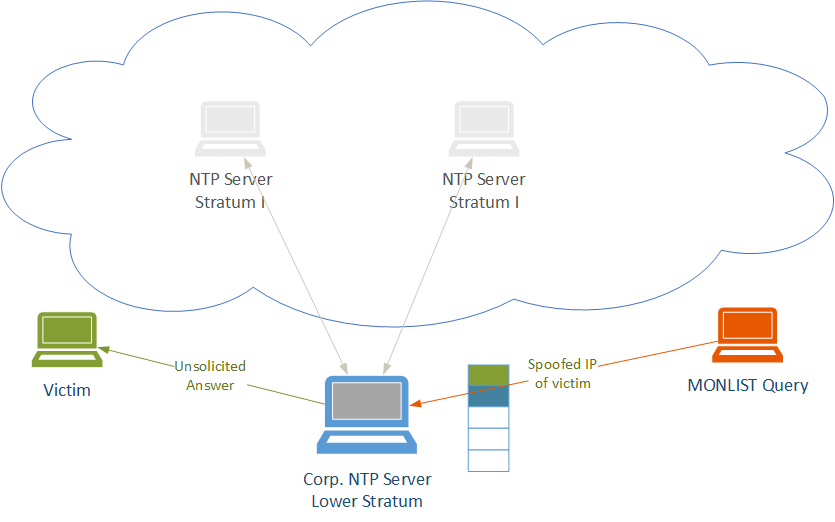 NTP Server
Stratum I
NTP Server
Stratum I
Victim
Unsolicited
Answer
Spoofed IP
of victim
MONLIST Query
Corp. NTP Server
Lower Stratum